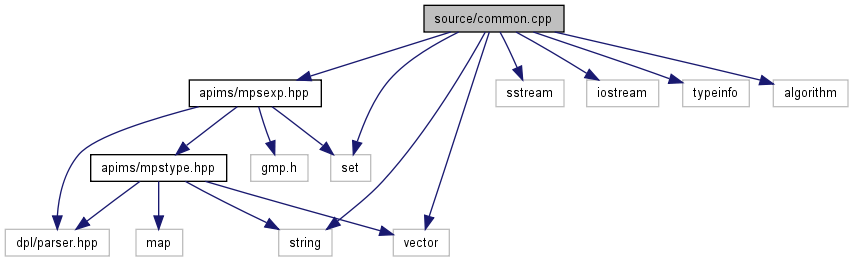 source/common.cpp
apims/mpsexp.hpp
sstream
iostream
typeinfo
algorithm
apims/mpstype.hpp
gmp.h
set
dpl/parser.hpp
map
string
vector